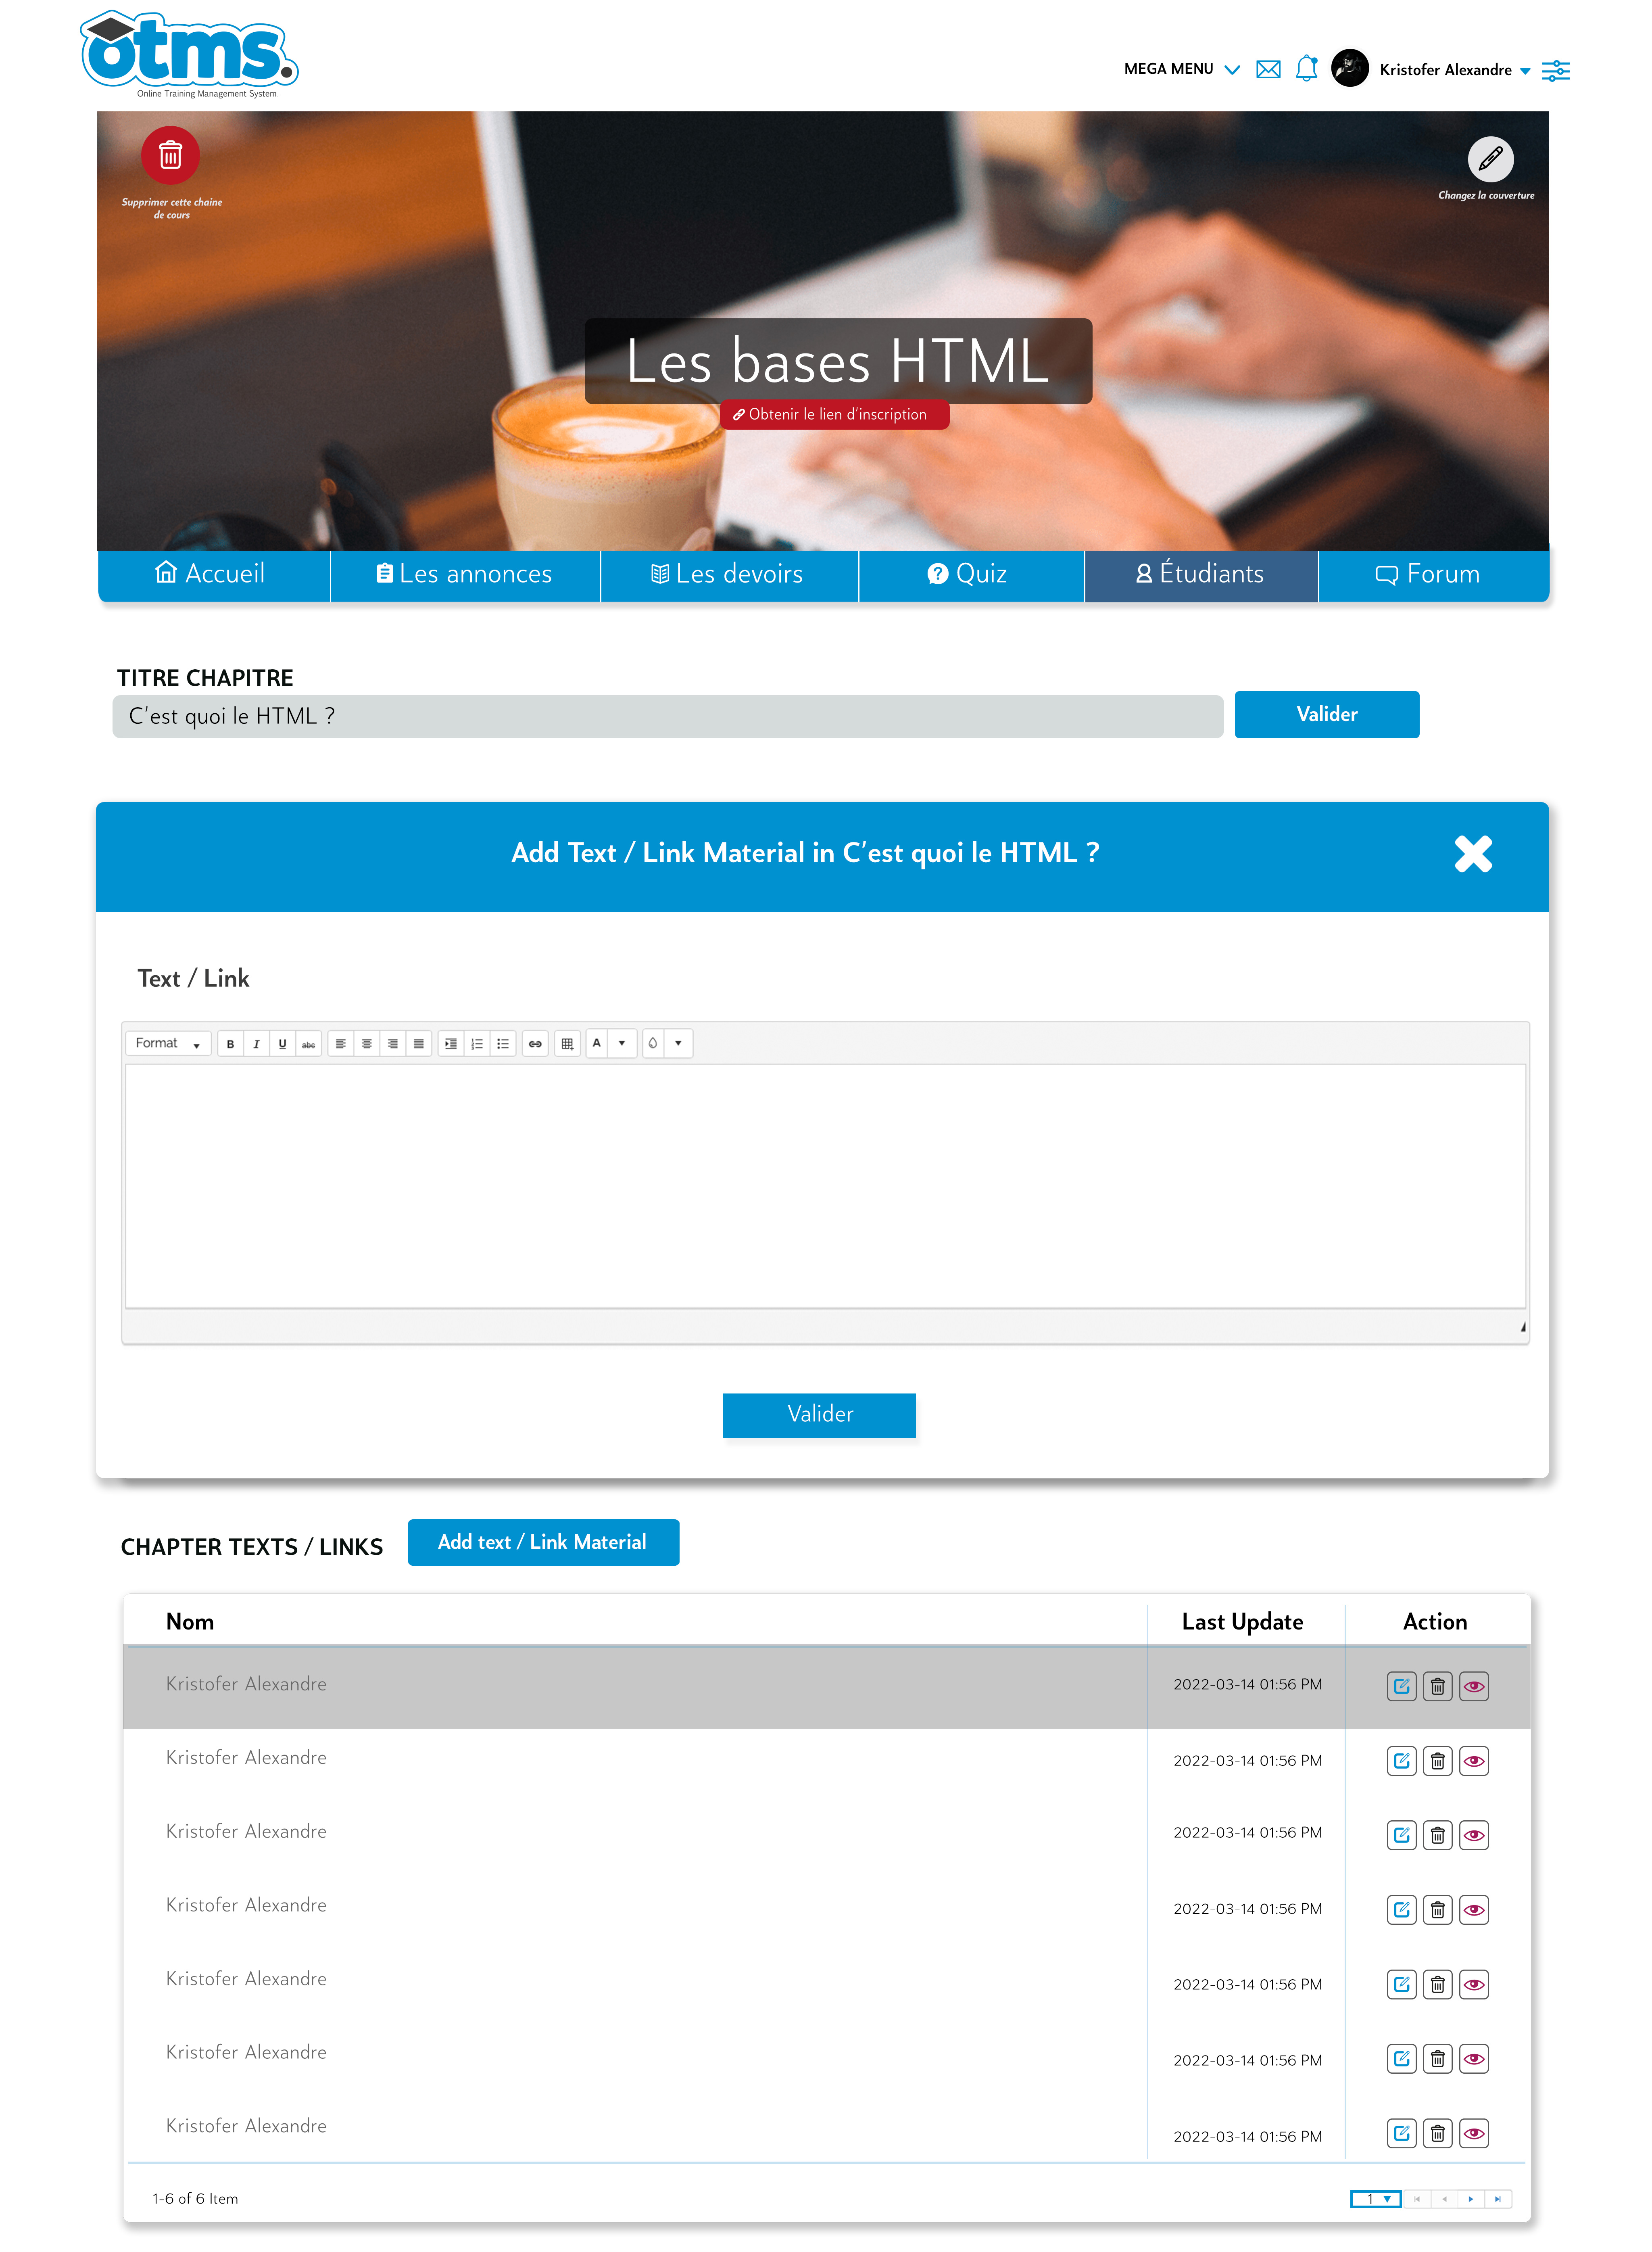 otms.
Online Training Management System
MEGA MENU
Kristofer Alexandre
Supprimer cette chaine
de cours
Changez la couverture
Les bases HTML
Obtenir le lien d'inscription
Accueil
Les annonces
Les devoirs
Quiz
Étudiants
Forum
TITRE CHAPITRE
C'est quoi le HTML ?
Valider
Add Text / Link Material in C'est quoi le HTML ?
Text / Link
Format B I U abc A
Valider
CHAPTER TEXTS / LINKS
Add text / Link Material
Nom Last Update Action
Kristofer Alexandre 2022-03-14 01:56 PM
Kristofer Alexandre 2022-03-14 01:56 PM
Kristofer Alexandre 2022-03-14 01:56 PM
Kristofer Alexandre 2022-03-14 01:56 PM
Kristofer Alexandre 2022-03-14 01:56 PM
Kristofer Alexandre 2022-03-14 01:56 PM
Kristofer Alexandre 2022-03-14 01:56 PM
1-6 of 6 Item 1